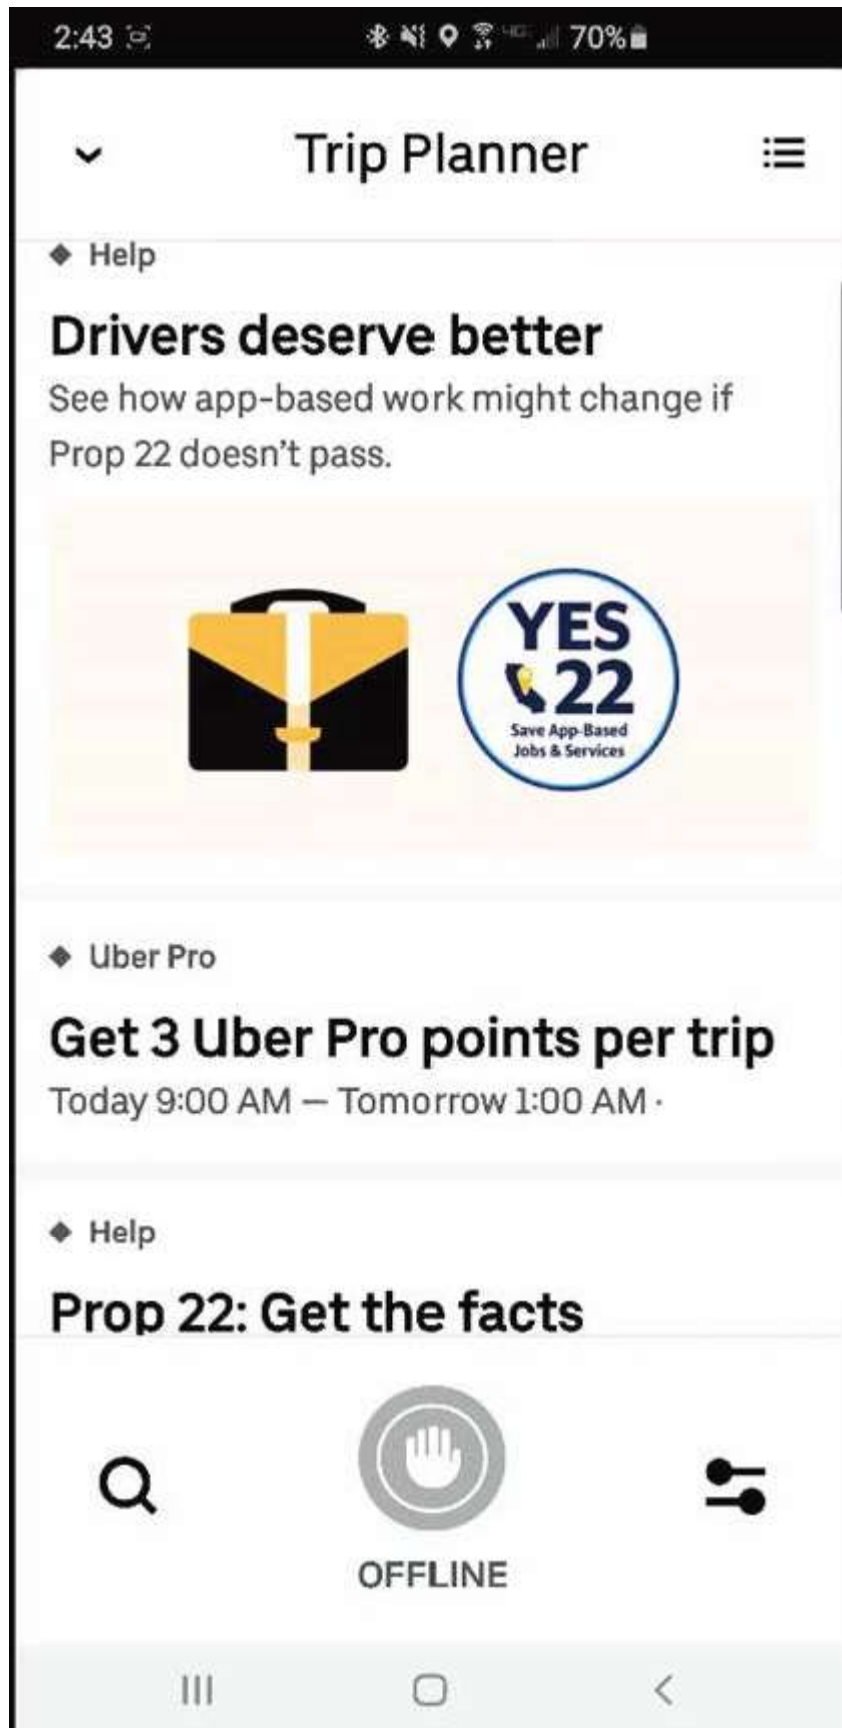 2:43 70%
Trip Planner
Help
Drivers deserve better
See how app-based work might change if
Prop 22 doesn't pass.
YES
22
Save App-Based
Jobs & Services
Uber Pro
Get 3 Uber Pro points per trip
Today 9:00 AM — Tomorrow 1:00 AM ·
Help
Prop 22: Get the facts
OFFLINE